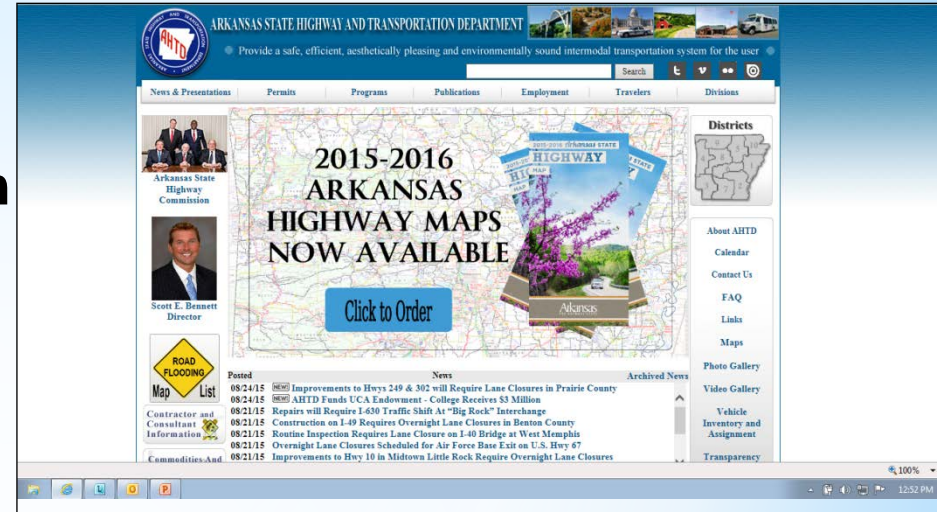 ARKANSAS STATE HIGHWAY AND TRANSPORTATION DEPARTMENT
AHTD
Provide a safe, efficient, aesthetically pleasing and environmentally sound intermodal transportation system for the user
Search
News & Presentations Permits Programs Publications Employment Travelers Divisions
Arkansas State
Highway
Commission
Scott E. Bennett
Director
ROAD
FLOODING
Map List
Contractor and
Consultant
Information
Commodities And
2015-2016
ARKANSAS
HIGHWAY MAPS
NOW AVAILABLE
Click to Order
2015-2016 Arkansas STATE
HIGHWAY
MAP
Arkansas
Posted News Archived News
08/24/15 NEW! Improvements to Hwys 249 & 302 will Require Lane Closures in Prairie County
08/24/15 NEW! AHTD Funds UCA Endowment - College Receives $3 Million
08/21/15 Repairs will Require I-630 Traffic Shift At “Big Rock” Interchange
08/21/15 Construction on I-49 Requires Overnight Lane Closures in Benton County
08/21/15 Routine Inspection Requires Lane Closure on I-40 Bridge at West Memphis
08/21/15 Overnight Lane Closures Scheduled for Air Force Base Exit on U.S. Hwy 67
08/21/15 Improvements to Hwy 10 in Midtown Little Rock Require Overnight Lane Closures
Districts
About AHTD
Calendar
Contact Us
FAQ
Links
Maps
Photo Gallery
Video Gallery
Vehicle
Inventory and
Assignment
Transparency
100%
12:52 PM